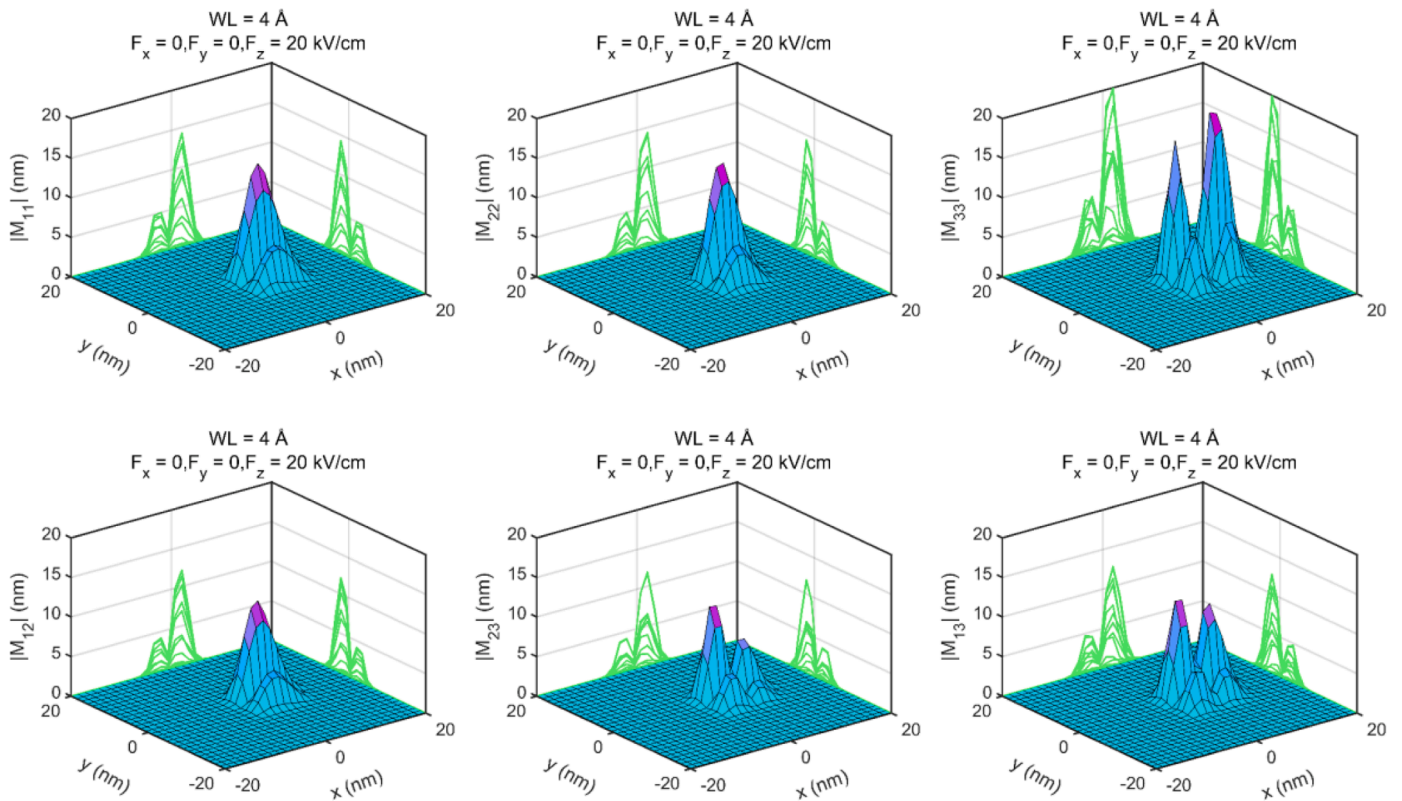 WL = 4 Å
F_x = 0,F_y = 0,F_z = 20 kV/cm
|M_11| (nm)
20
15
10
5
0
20
0
-20
y (nm)
-20
0
20
x (nm)
WL = 4 Å
F_x = 0,F_y = 0,F_z = 20 kV/cm
|M_22| (nm)
20
15
10
5
0
20
0
-20
y (nm)
-20
0
20
x (nm)
WL = 4 Å
F_x = 0,F_y = 0,F_z = 20 kV/cm
|M_33| (nm)
20
15
10
5
0
20
0
-20
y (nm)
-20
0
20
x (nm)
WL = 4 Å
F_x = 0,F_y = 0,F_z = 20 kV/cm
|M_12| (nm)
20
15
10
5
0
20
0
-20
y (nm)
-20
0
20
x (nm)
WL = 4 Å
F_x = 0,F_y = 0,F_z = 20 kV/cm
|M_23| (nm)
20
15
10
5
0
20
0
-20
y (nm)
-20
0
20
x (nm)
WL = 4 Å
F_x = 0,F_y = 0,F_z = 20 kV/cm
|M_13| (nm)
20
15
10
5
0
20
0
-20
y (nm)
-20
0
20
x (nm)